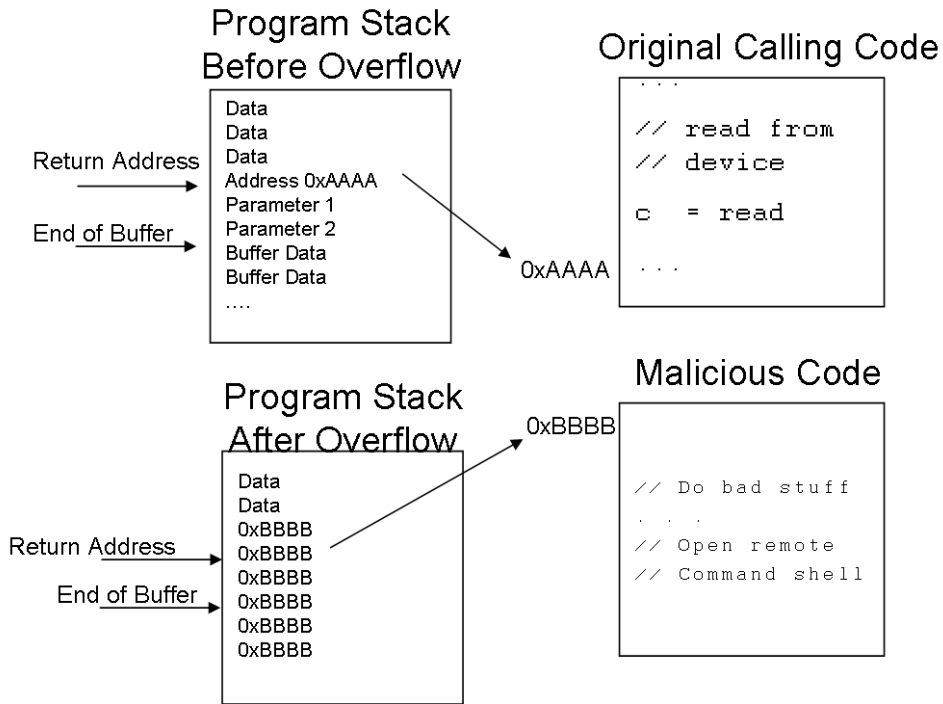 Program Stack
Before Overflow
Data
Data
Data
Address 0xAAAA
Parameter 1
Parameter 2
Buffer Data
Buffer Data
....
Return Address
End of Buffer
Original Calling Code
. . .
// read from
// device
c = read
. . .
0xAAAA
Program Stack
After Overflow
Data
Data
0xBBBB
0xBBBB
0xBBBB
0xBBBB
0xBBBB
0xBBBB
Return Address
End of Buffer
Malicious Code
0xBBBB
// Do bad stuff
. . .
// Open remote
// Command shell